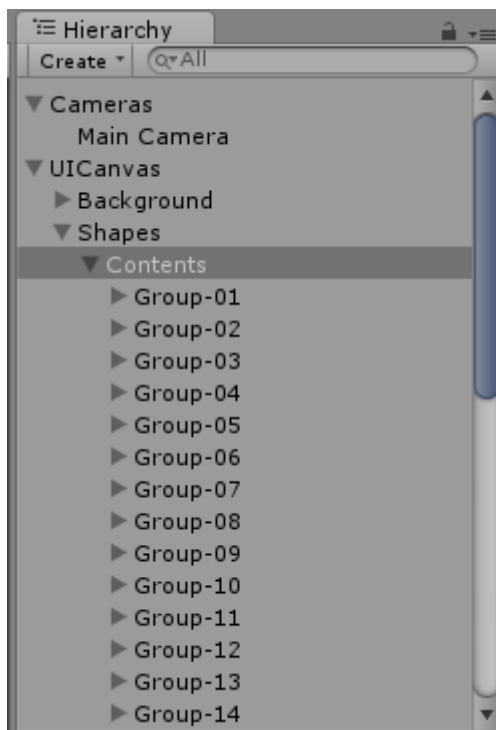 Hierarchy
Create All
Cameras
Main Camera
UICanvas
Background
Shapes
Contents
Group-01
Group-02
Group-03
Group-04
Group-05
Group-06
Group-07
Group-08
Group-09
Group-10
Group-11
Group-12
Group-13
Group-14